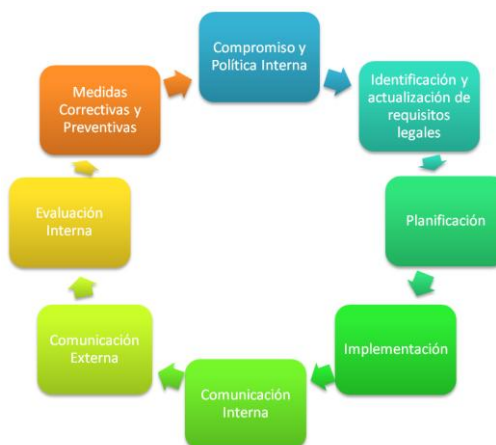 Compromiso y
Política Interna
Identificación y
actualización de
requisitos
legales
Planificación
Implementación
Comunicación
Interna
Comunicación
Externa
Evaluación
Interna
Medidas
Correctivas y
Preventivas